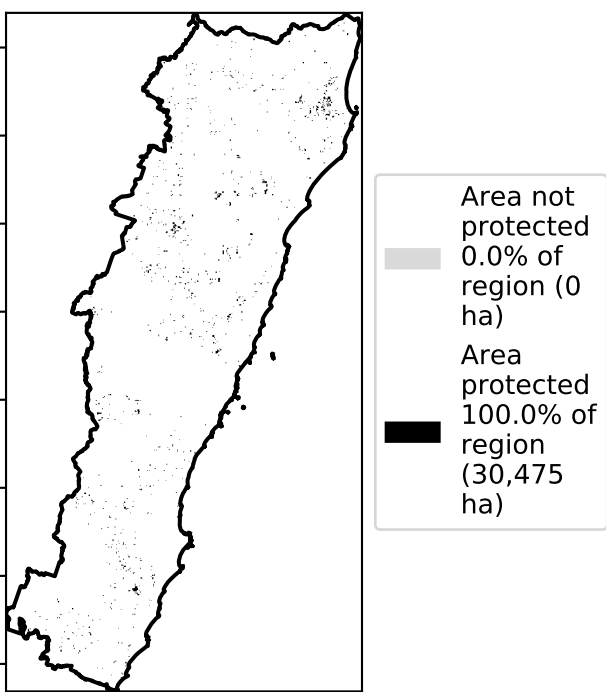 Area not
protected
0.0% of
region (0
ha)
Area
protected
100.0% of
region
(30,475
ha)